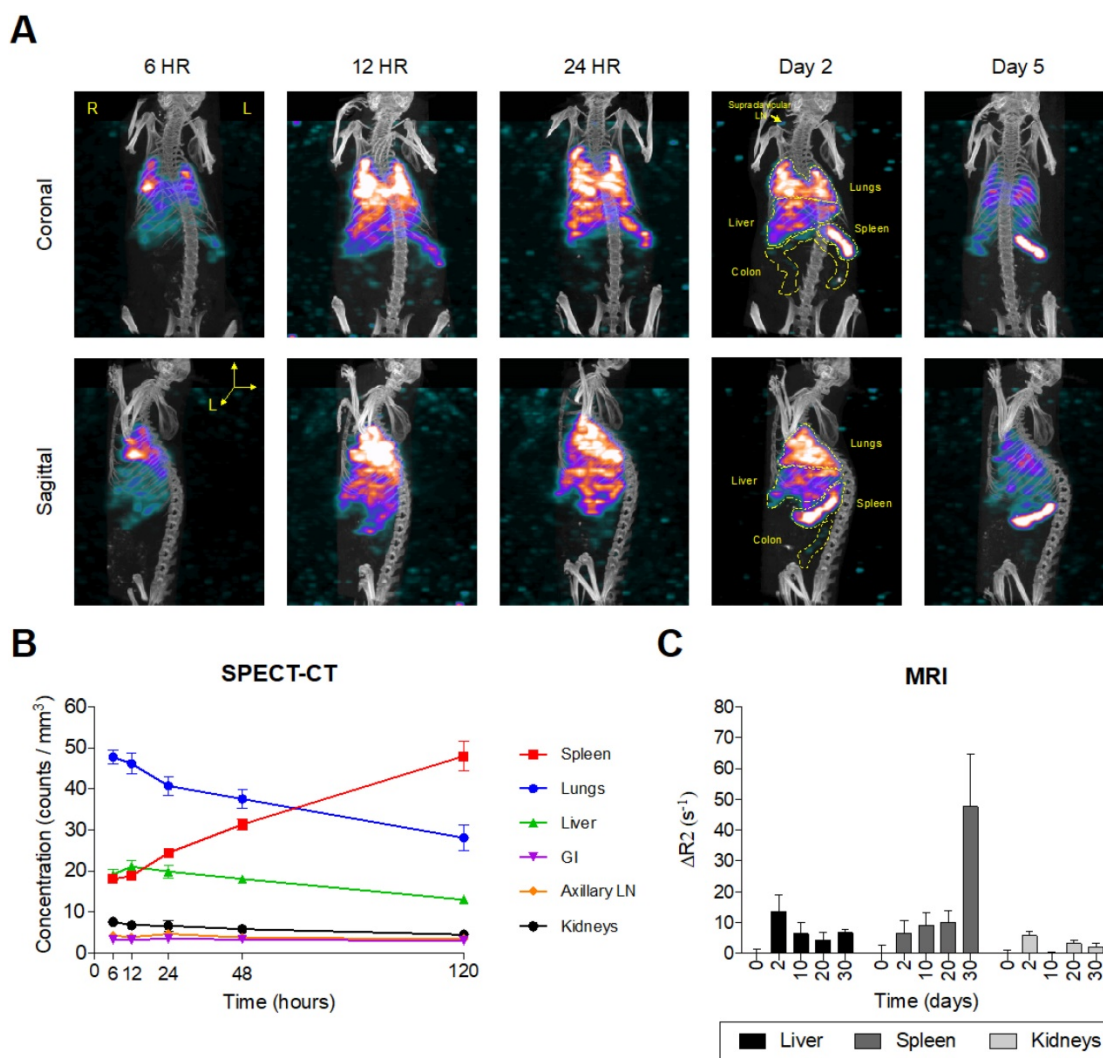 A
6 HR 12 HR 24 HR Day 2 Day 5
Coronal
R L
Supraclavicular
LN
Lungs
Liver
Spleen
Colon
Sagittal
L
Lungs
Liver
Spleen
Colon
B
SPECT-CT
Concentration (counts / mm³)
60
50
40
30
20
10
0
0 6 12 24 48 120
Time (hours)
Spleen
Lungs
Liver
GI
Axillary LN
Kidneys
C
MRI
ΔR2 (s⁻¹)
80
70
60
50
40
30
20
10
0
0 2 10 20 30 0 2 10 20 30 0 2 10 20 30
Time (days)
Liver Spleen Kidneys